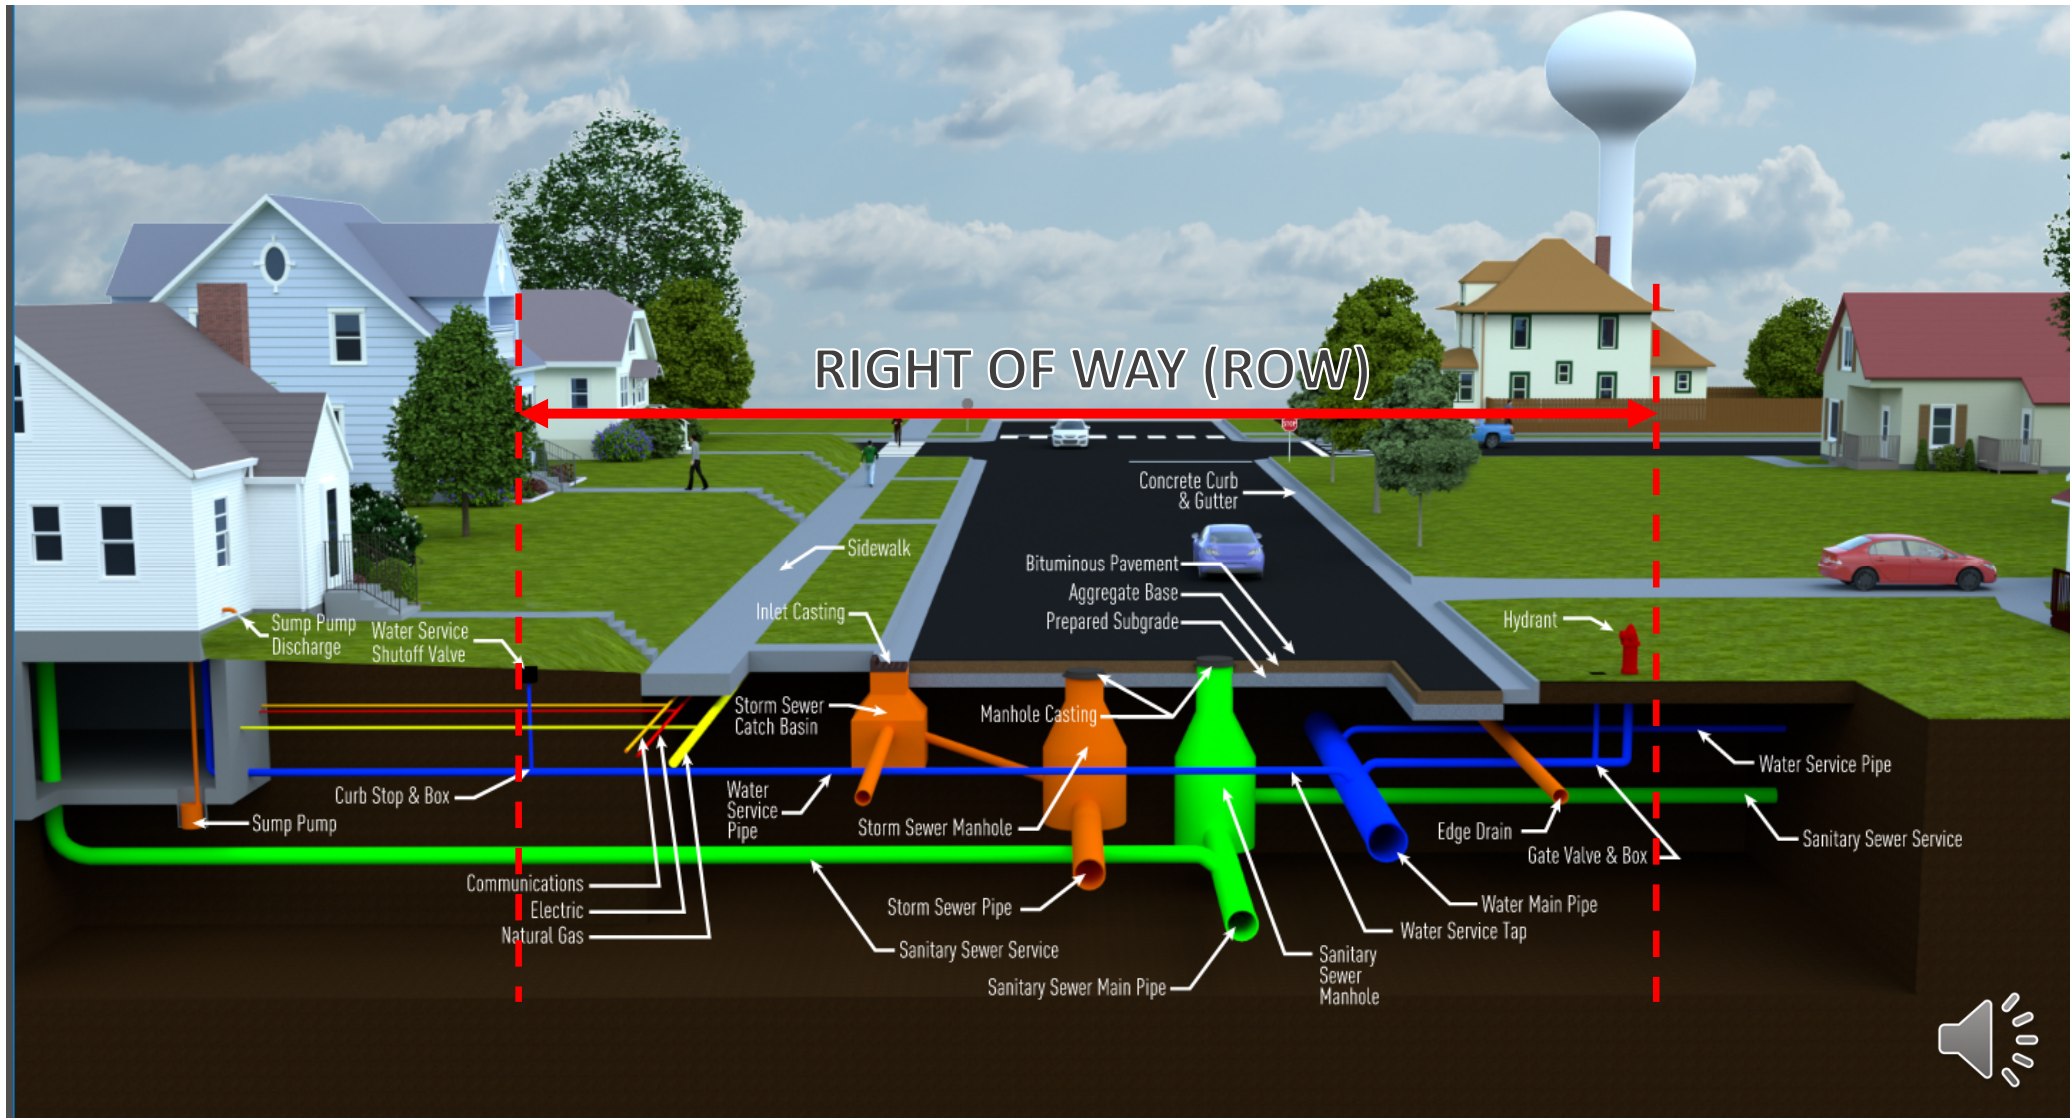 RIGHT OF WAY (ROW)
STOP
Concrete Curb
& Gutter
Sidewalk
Bituminous Pavement
Aggregate Base
Prepared Subgrade
Inlet Casting
Hydrant
Sump Pump
Discharge
Water Service
Shutoff Valve
Storm Sewer
Catch Basin
Manhole Casting
Water Service Pipe
Curb Stop & Box
Water
Service
Pipe
Sump Pump
Storm Sewer Manhole
Edge Drain
Sanitary Sewer Service
Gate Valve & Box
Communications
Electric
Natural Gas
Storm Sewer Pipe
Water Main Pipe
Water Service Tap
Sanitary Sewer Service
Sanitary
Sewer
Manhole
Sanitary Sewer Main Pipe